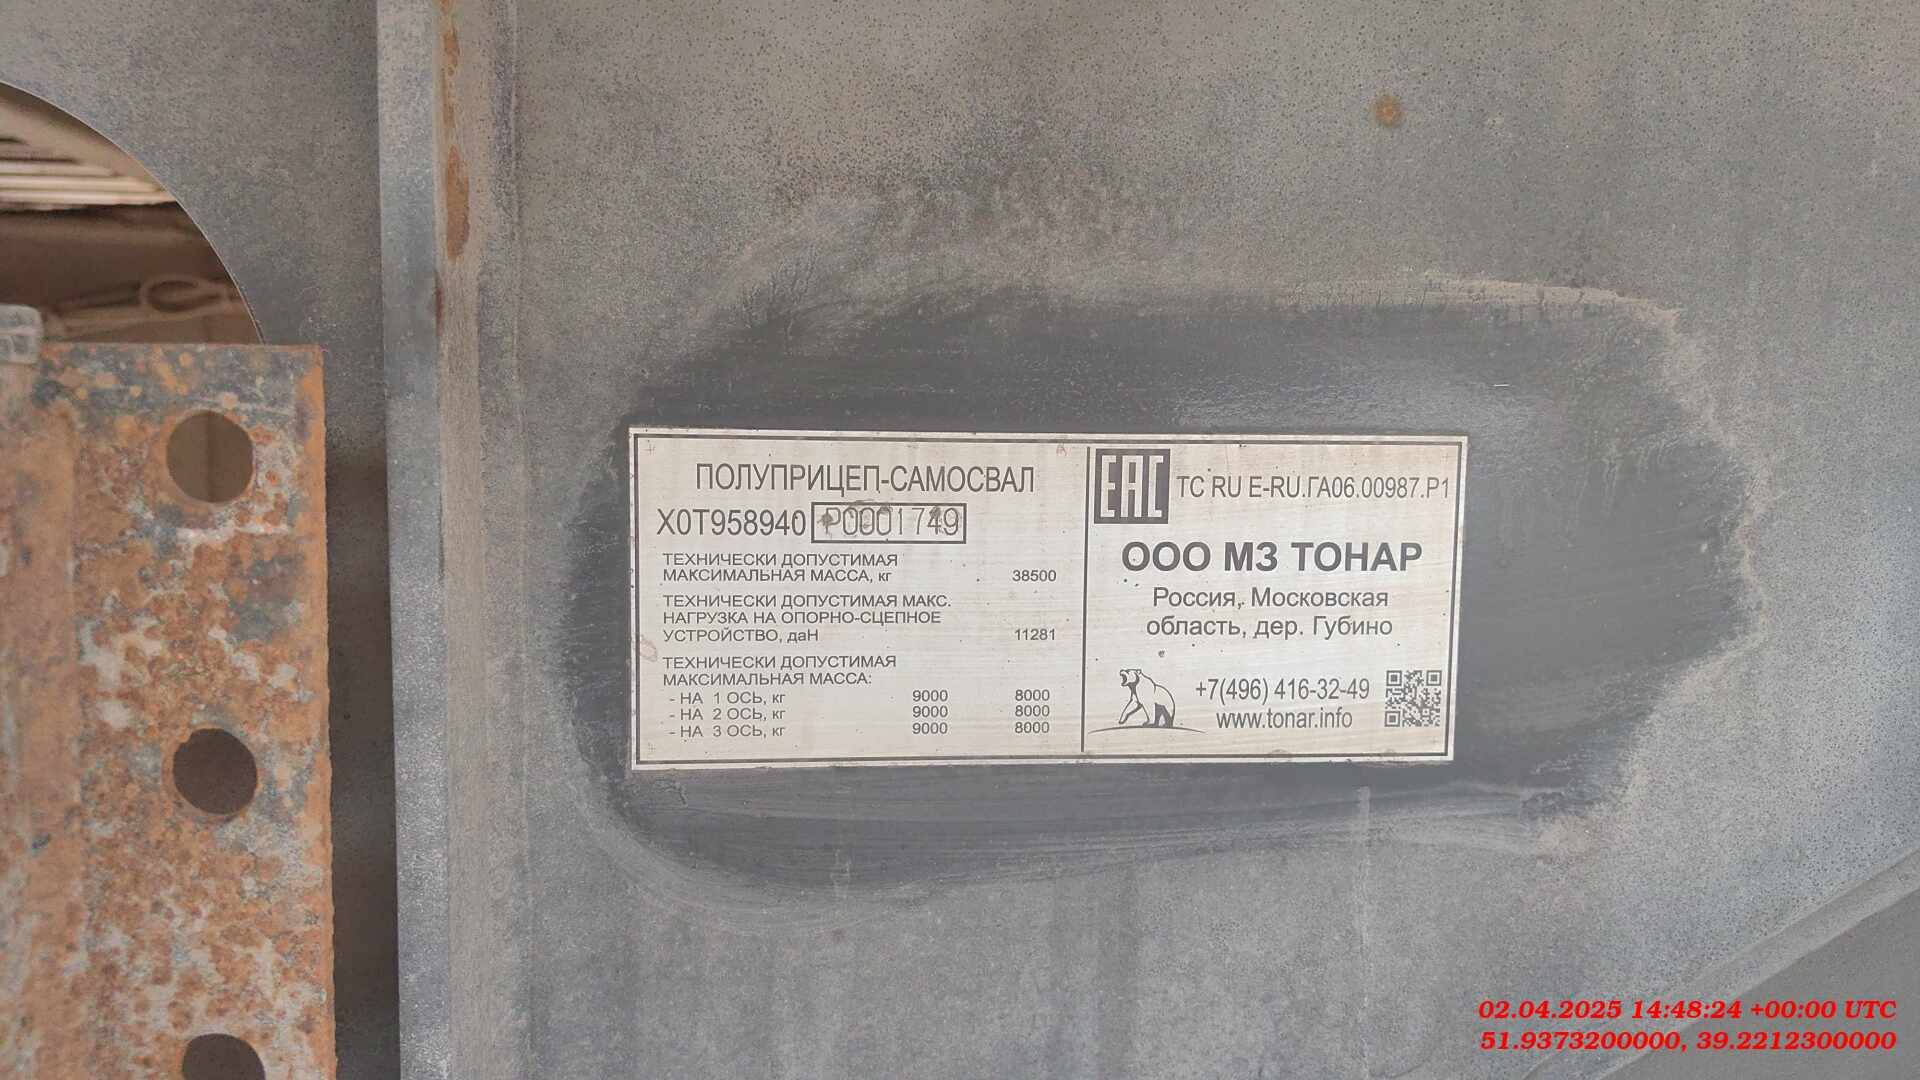 ПОЛУПРИЦЕП-САМОСВАЛ
X0T958940 P0001749
ТЕХНИЧЕСКИ ДОПУСТИМАЯ
МАКСИМАЛЬНАЯ МАССА, кг 38500
ТЕХНИЧЕСКИ ДОПУСТИМАЯ МАКС.
НАГРУЗКА НА ОПОРНО-СЦЕПНОЕ
УСТРОЙСТВО, даН 11281
ТЕХНИЧЕСКИ ДОПУСТИМАЯ
МАКСИМАЛЬНАЯ МАССА:
- НА 1 ОСЬ, кг 9000 8000
- НА 2 ОСЬ, кг 9000 8000
- НА 3 ОСЬ, кг 9000 8000
EAC TC RU E-RU.ГА06.00987.P1
ООО МЗ ТОНАР
Россия, Московская
область, дер. Губино
+7(496) 416-32-49
www.tonar.info
02.04.2025 14:48:24 +00:00 UTC
51.9373200000, 39.2212300000